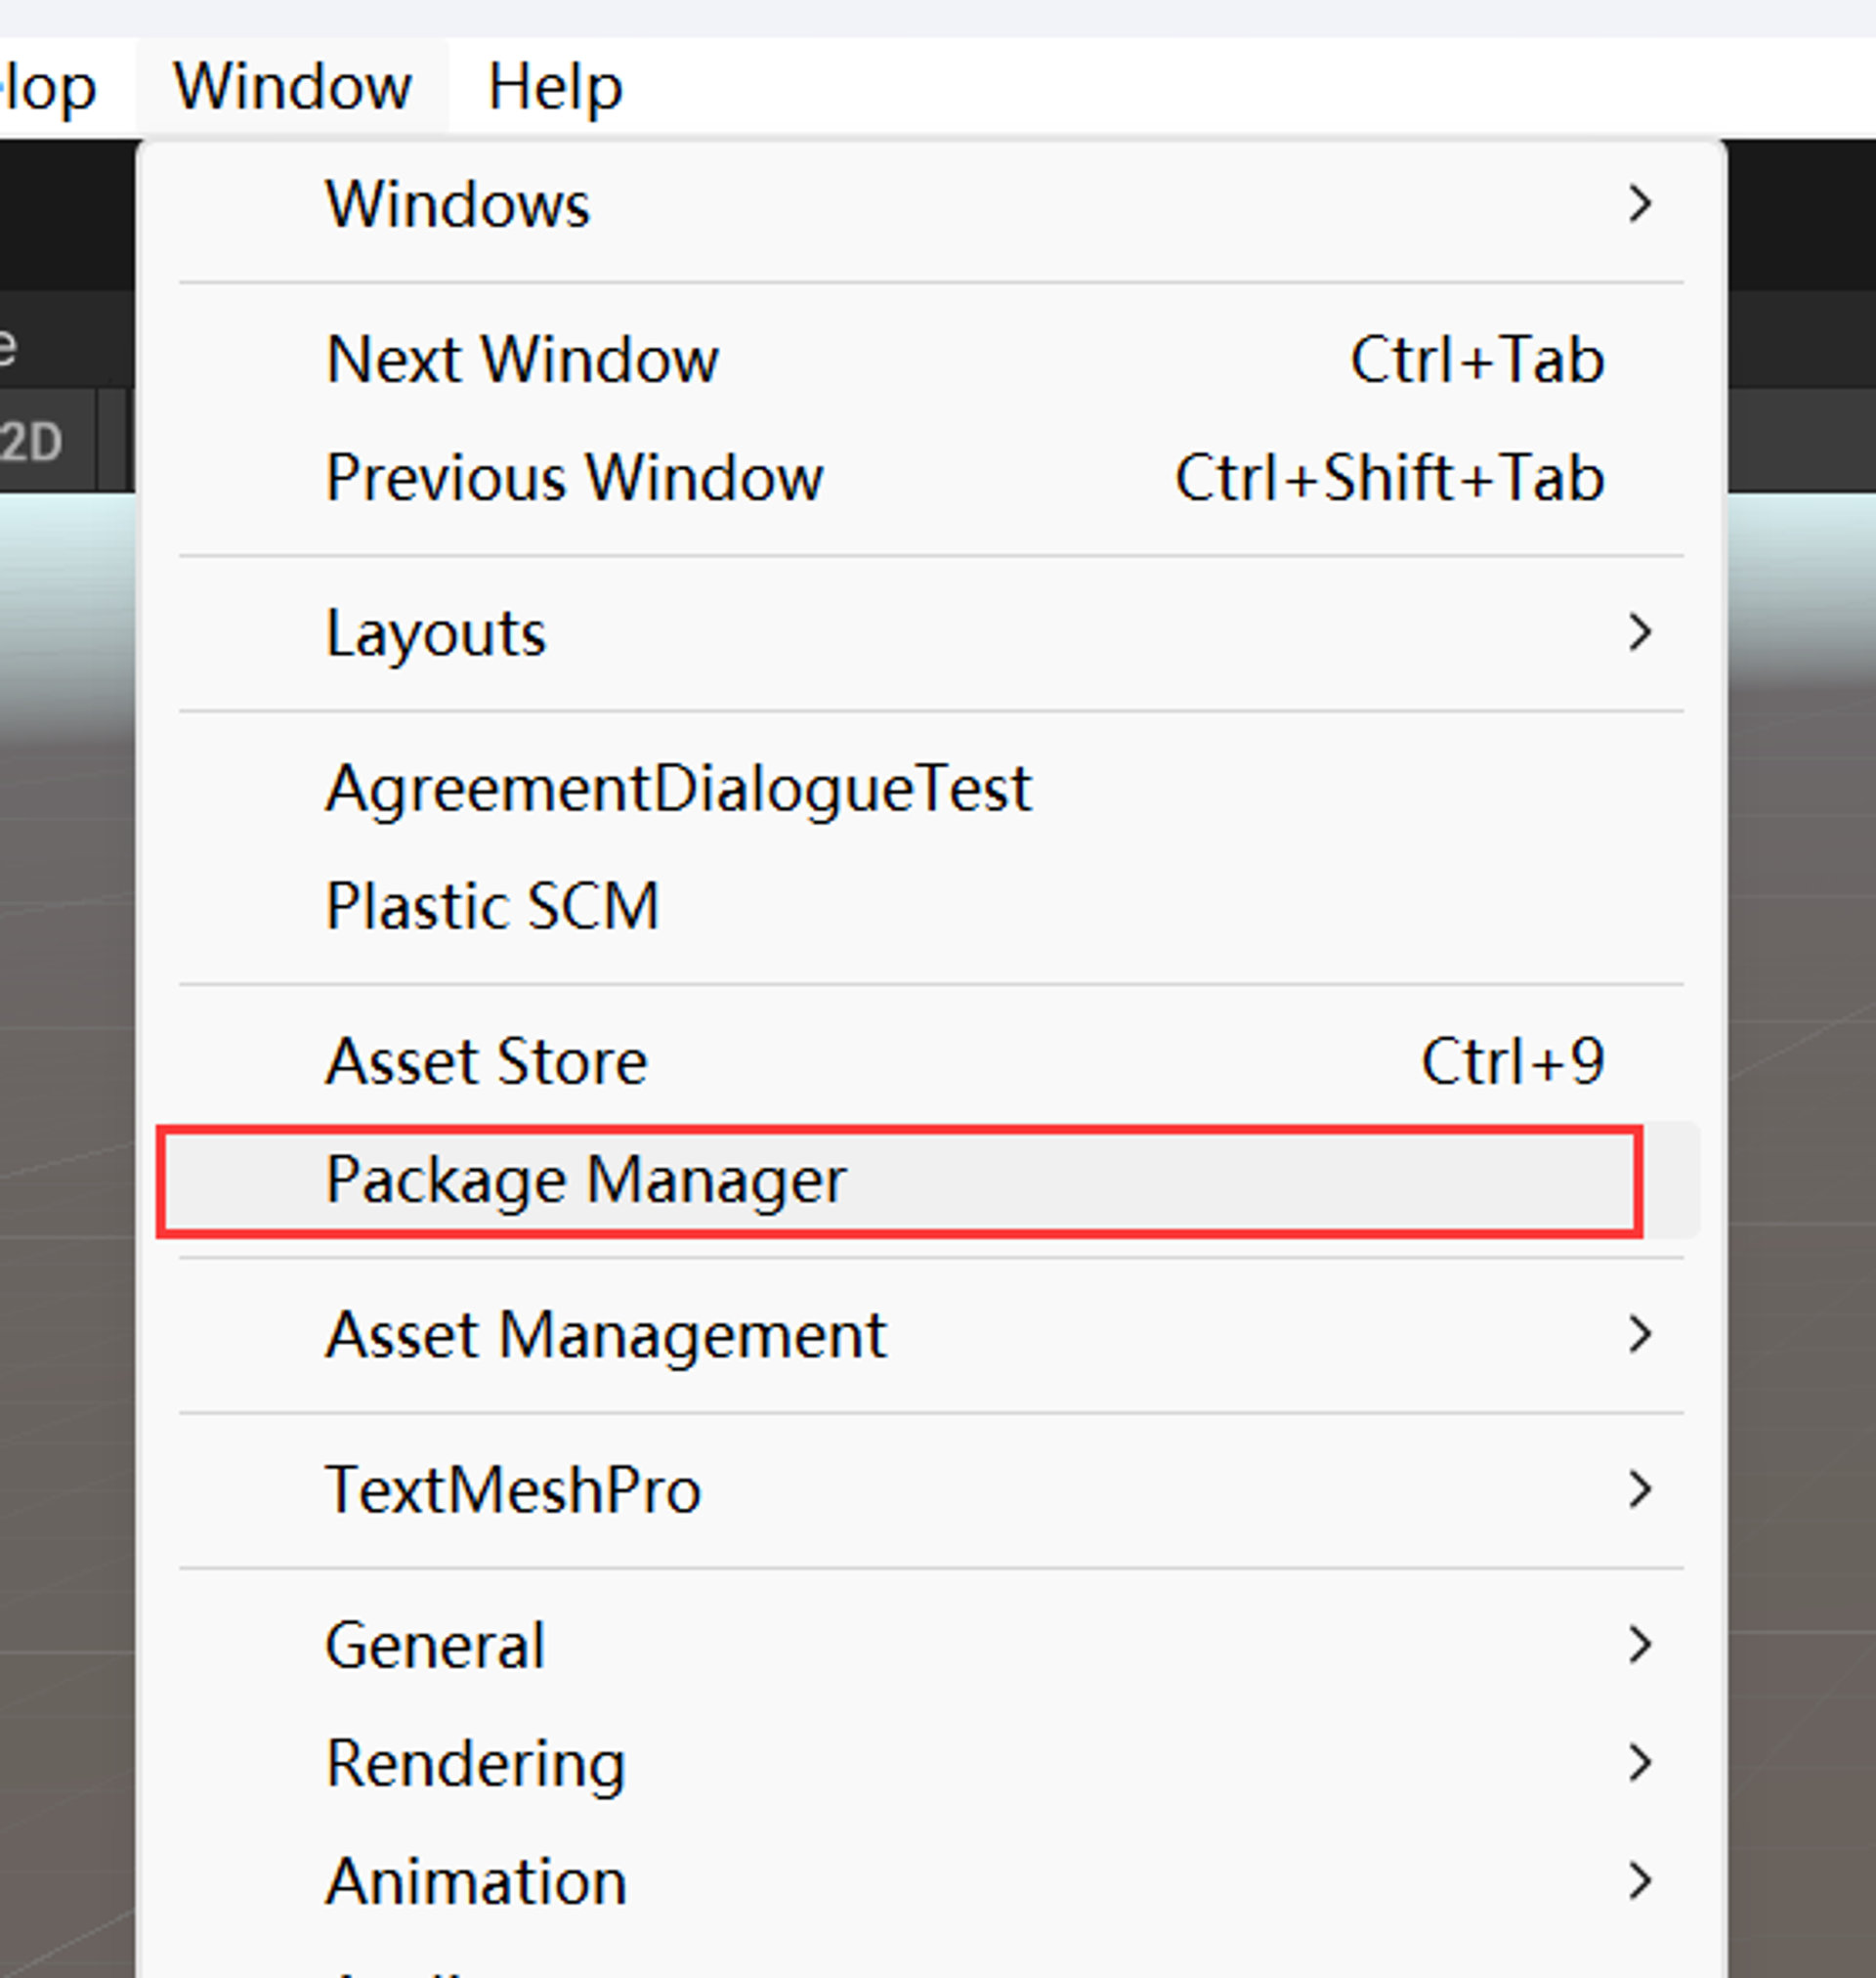 lop Window Help
Windows
e
Next Window Ctrl+Tab
2D
Previous Window Ctrl+Shift+Tab
Layouts
AgreementDialogueTest
Plastic SCM
Asset Store Ctrl+9
Package Manager
Asset Management
TextMeshPro
General
Rendering
Animation